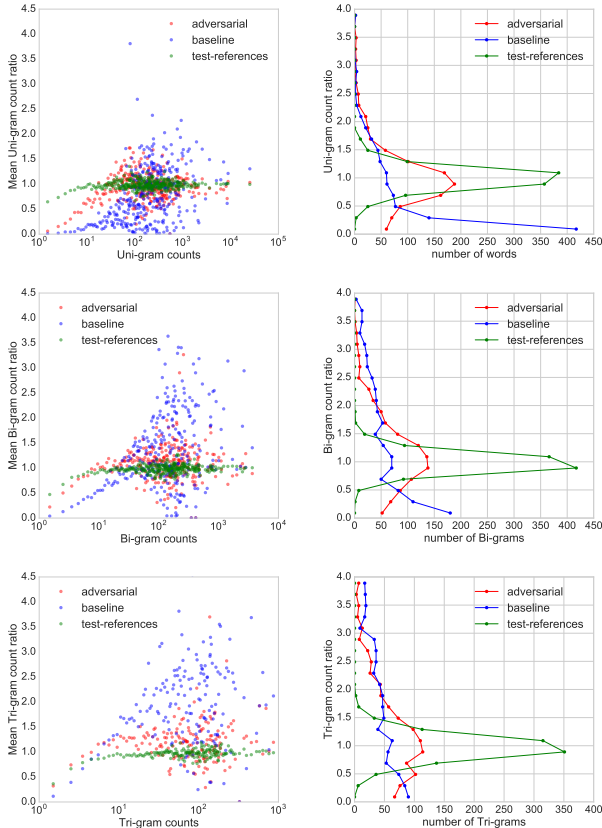 4.5
4.0
3.5
3.0
2.5
2.0
1.5
1.0
0.5
0.0
Mean Uni-gram count ratio
adversarial
baseline
test-references
10^0 10^1 10^2 10^3 10^4 10^5
Uni-gram counts
4.0
3.5
3.0
2.5
2.0
1.5
1.0
0.5
0.0
Uni-gram count ratio
adversarial
baseline
test-references
0 50 100 150 200 250 300 350 400 450
number of words
4.5
4.0
3.5
3.0
2.5
2.0
1.5
1.0
0.5
0.0
Mean Bi-gram count ratio
adversarial
baseline
test-references
10^0 10^1 10^2 10^3 10^4
Bi-gram counts
4.0
3.5
3.0
2.5
2.0
1.5
1.0
0.5
0.0
Bi-gram count ratio
adversarial
baseline
test-references
0 50 100 150 200 250 300 350 400 450
number of Bi-grams
4.5
4.0
3.5
3.0
2.5
2.0
1.5
1.0
0.5
0.0
Mean Tri-gram count ratio
adversarial
baseline
test-references
10^0 10^1 10^2 10^3
Tri-gram counts
4.0
3.5
3.0
2.5
2.0
1.5
1.0
0.5
0.0
Tri-gram count ratio
adversarial
baseline
test-references
0 50 100 150 200 250 300 350 400 450
number of Tri-grams